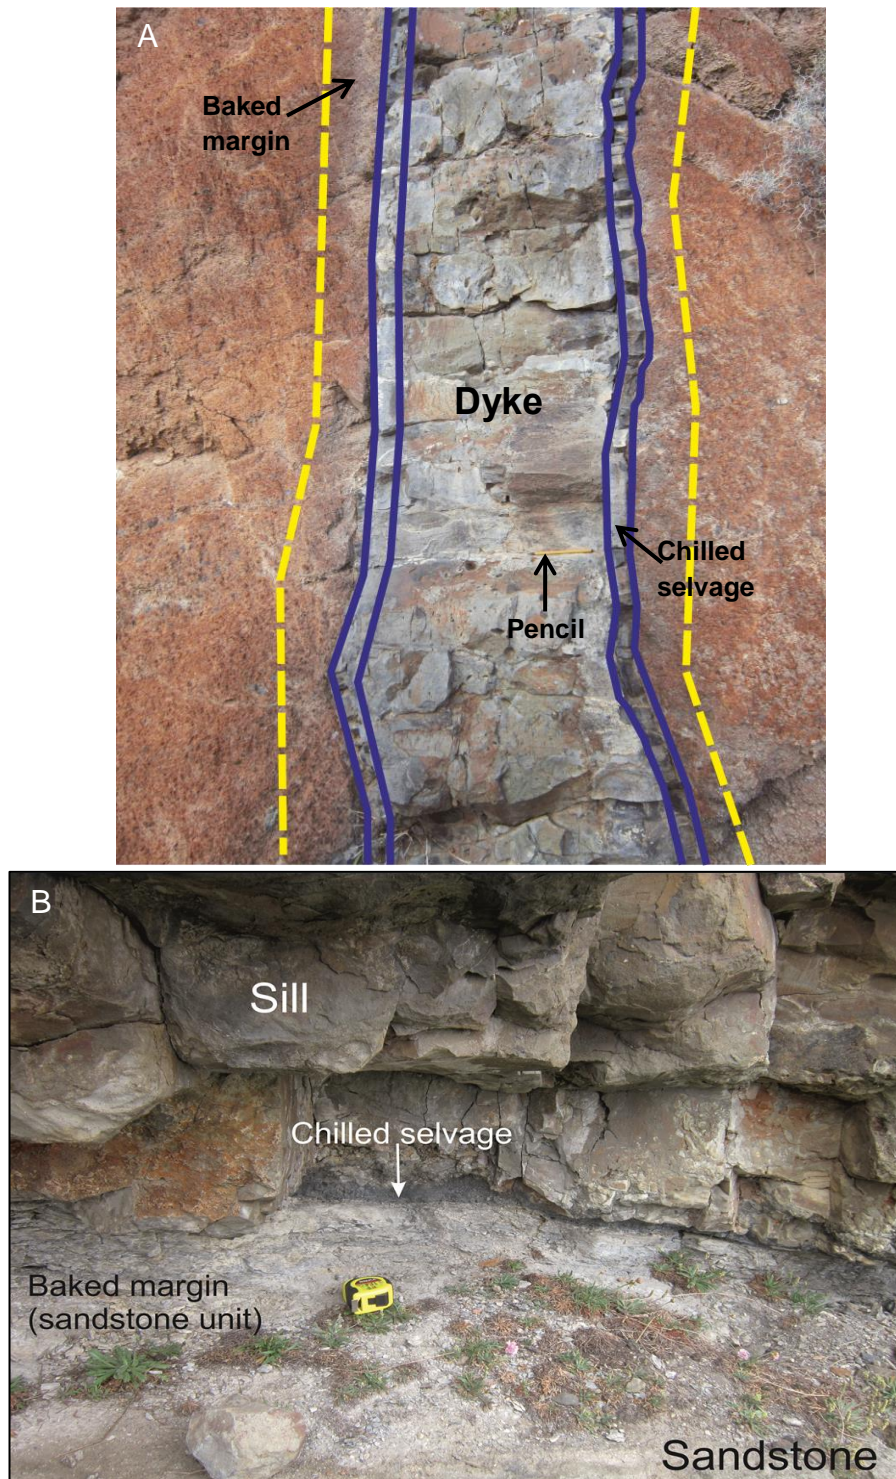 A
Baked
margin
Dyke
Chilled
selvage
Pencil
B
Sill
Chilled selvage
Baked margin
(sandstone unit)
Sandstone